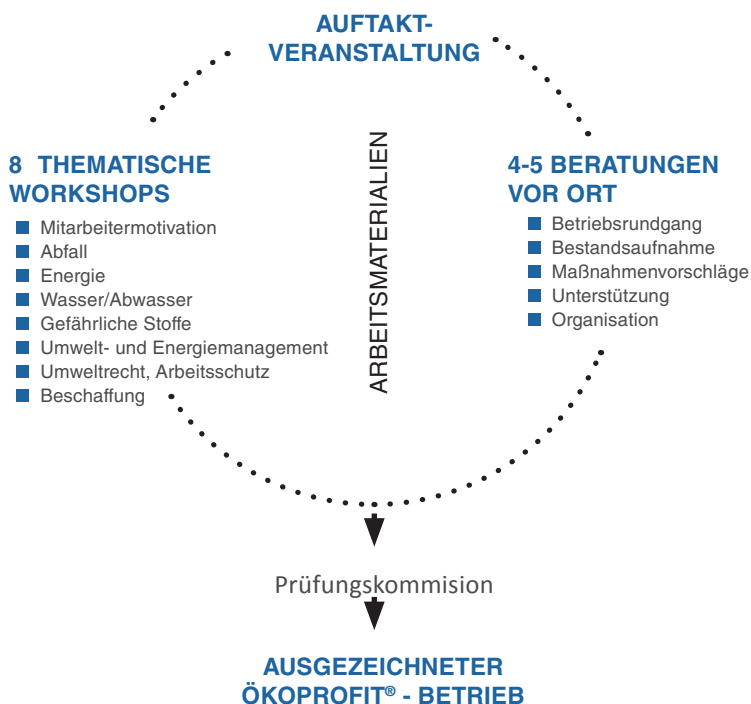 AUFTAKT-
VERANSTALTUNG
8 THEMATISCHE
WORKSHOPS
Mitarbeitermotivation
Abfall
Energie
Wasser/Abwasser
Gefährliche Stoffe
Umwelt- und Energiemanagement
Umweltrecht, Arbeitsschutz
Beschaffung
ARBEITSMATERIALIEN
4-5 BERATUNGEN
VOR ORT
Betriebsrundgang
Bestandsaufnahme
Maßnahmenvorschläge
Unterstützung
Organisation
Prüfungskommision
AUSGEZEICHNETER
ÖKOPROFIT® - BETRIEB